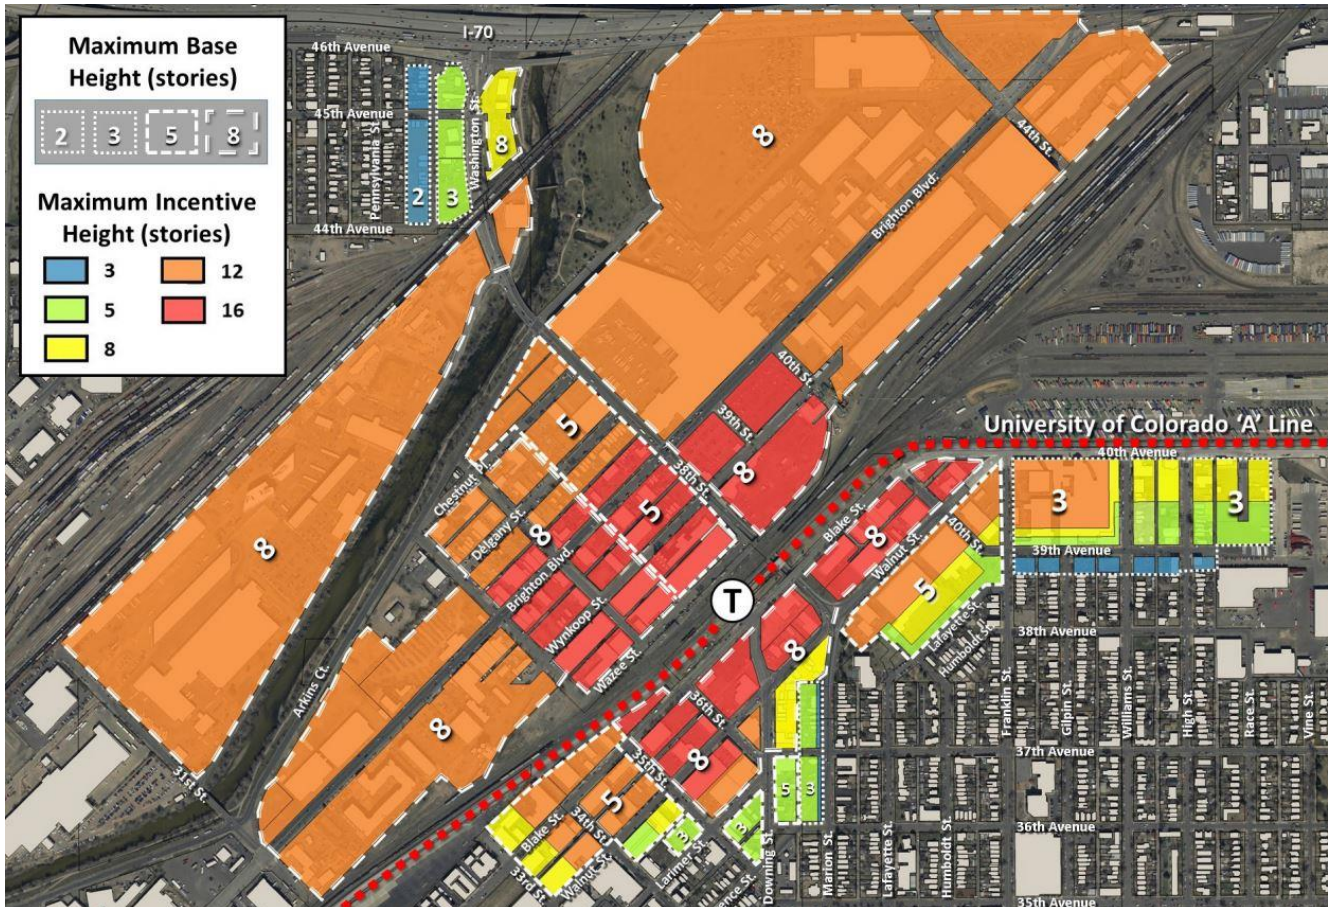 Maximum Base
Height (stories)
2 3 5 8
Maximum Incentive
Height (stories)
3 12
5 16
8
I-70
46th Avenue
45th Avenue
44th Avenue
Pennsylvania St.
Washington St.
2
3
8
8
44th St.
Brighton Blvd.
8
40th St.
39th St.
38th St.
8
5
5
8
Chestnut Pl.
Delgany St.
Brighton Blvd.
Wynkoop St.
Wazee St.
University of Colorado 'A' Line
40th Avenue
3
3
39th Avenue
38th Avenue
37th Avenue
36th Avenue
35th Avenue
Blake St.
8
Walnut St.
40th St.
5
Lafayette St.
Humboldt St.
T
8
36th St.
8
35th St.
5
34th St.
Blake St.
33rd St.
Walnut St.
3
Larimer St.
3
5
3
Downing St.
Marion St.
Lafayette St.
Humboldt St.
Franklin St.
Gilpin St.
Williams St.
High St.
Race St.
Vine St.
8
Arkins Ct.
31st St.